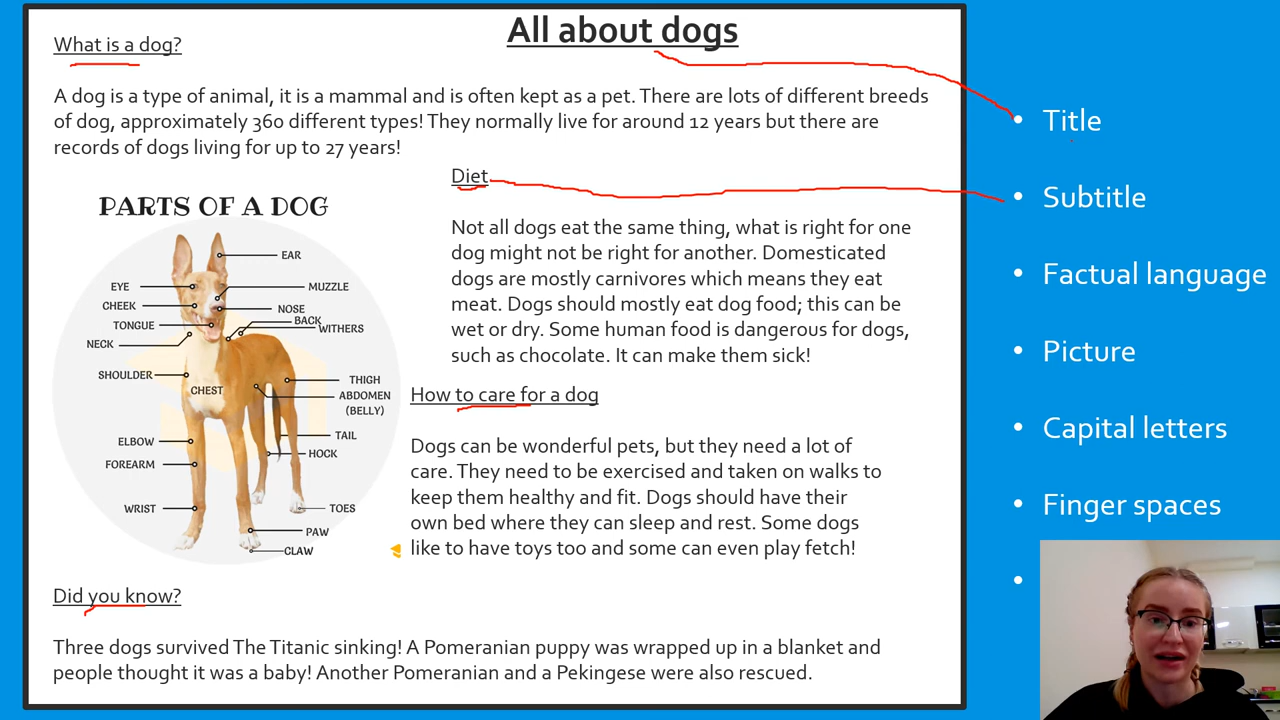 All about dogs
What is a dog?
A dog is a type of animal, it is a mammal and is often kept as a pet. There are lots of different breeds
of dog, approximately 360 different types! They normally live for around 12 years but there are
records of dogs living for up to 27 years!
PARTS OF A DOG
EAR
EYE
MUZZLE
CHEEK
NOSE
BACK
TONGUE
WITHERS
NECK
SHOULDER
THIGH
CHEST
ABDOMEN
(BELLY)
TAIL
ELBOW
HOCK
FOREARM
WRIST
TOES
PAW
CLAW
Diet
Not all dogs eat the same thing, what is right for one
dog might not be right for another. Domesticated
dogs are mostly carnivores which means they eat
meat. Dogs should mostly eat dog food; this can be
wet or dry. Some human food is dangerous for dogs,
such as chocolate. It can make them sick!
How to care for a dog
Dogs can be wonderful pets, but they need a lot of
care. They need to be exercised and taken on walks to
keep them healthy and fit. Dogs should have their
own bed where they can sleep and rest. Some dogs
like to have toys too and some can even play fetch!
Did you know?
Three dogs survived The Titanic sinking! A Pomeranian puppy was wrapped up in a blanket and
people thought it was a baby! Another Pomeranian and a Pekingese were also rescued.
• Title
• Subtitle
• Factual language
• Picture
• Capital letters
• Finger spaces
•